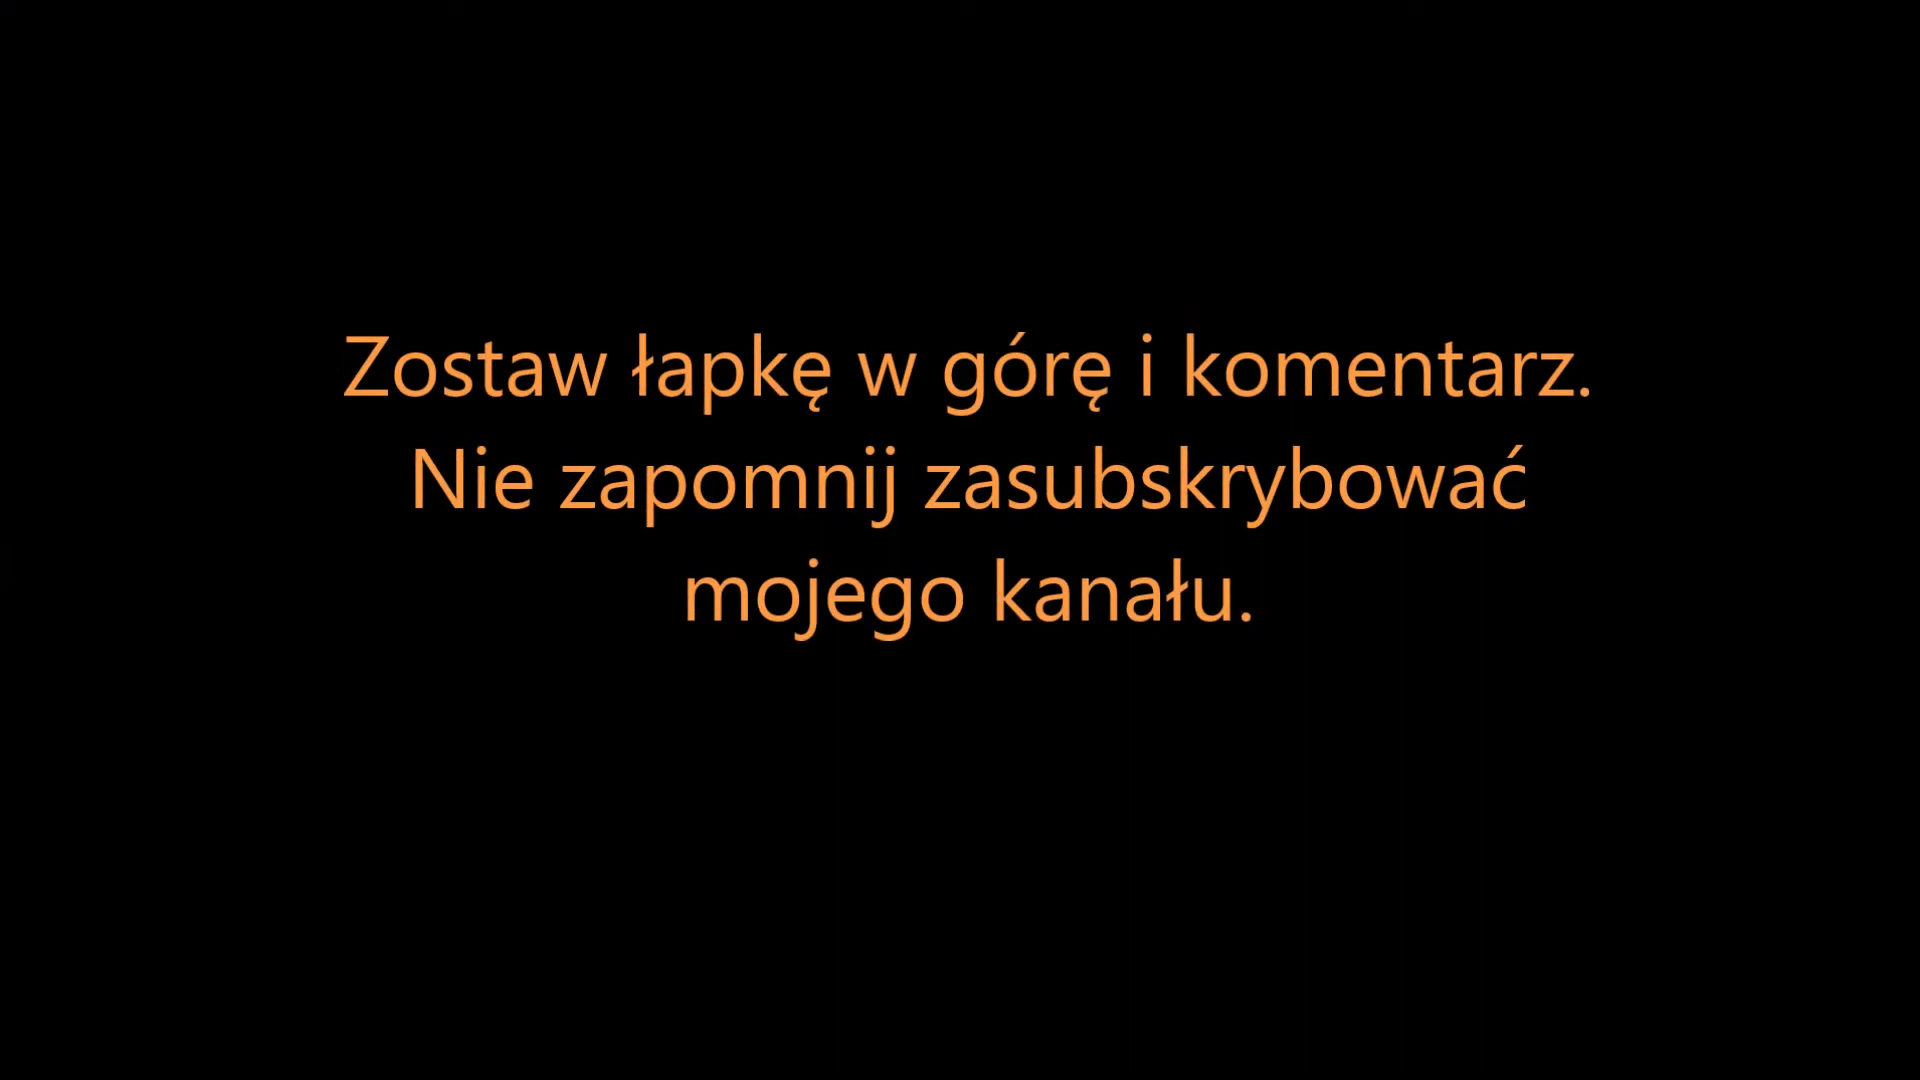 Zostaw łapkę w górę i komentarz.
Nie zapomnij zasubskrybować
mojego kanału.